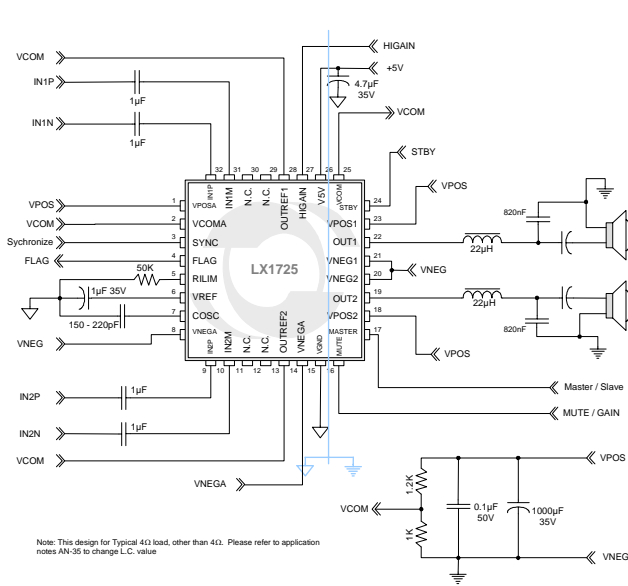 HIGAIN
VCOM
+5V
IN1P
1µF
4.7µF
35V
VCOM
IN1N
1µF
STBY
32 31 30 29 28 27 26 25
IN1P
IN1M
N.C.
N.C.
OUTREF1
HIGAIN
V5V
VCOM
VPOS 1 VPOSA
STBY 24
VPOS
VCOM 2 VCOMA
VPOS1 23
820nF
Sychronize 3 SYNC
OUT1 22
22µH
FLAG 4 FLAG
VNEG1 21
LX1725
VNEG
50K
5 RILIM
VNEG2 20
1µF 35V
6 VREF
OUT2 19
22µH
150 - 220pF
7 COSC
VPOS2 18
820nF
VNEG 8 VNEGA
MASTER 17
VPOS
IN2P
IN2M
N.C.
N.C.
OUTREF2
VNEGA
VGND
MUTE
9 10 11 12 13 14 15 16
IN2P
1µF
Master / Slave
MUTE / GAIN
IN2N
1µF
VCOM
VNEGA
VPOS
1.2K
VCOM
0.1µF
50V
1000µF
35V
1K
VNEG
Note: This design for Typical 4Ω load, other than 4Ω. Please refer to application
notes AN-35 to change L.C. value